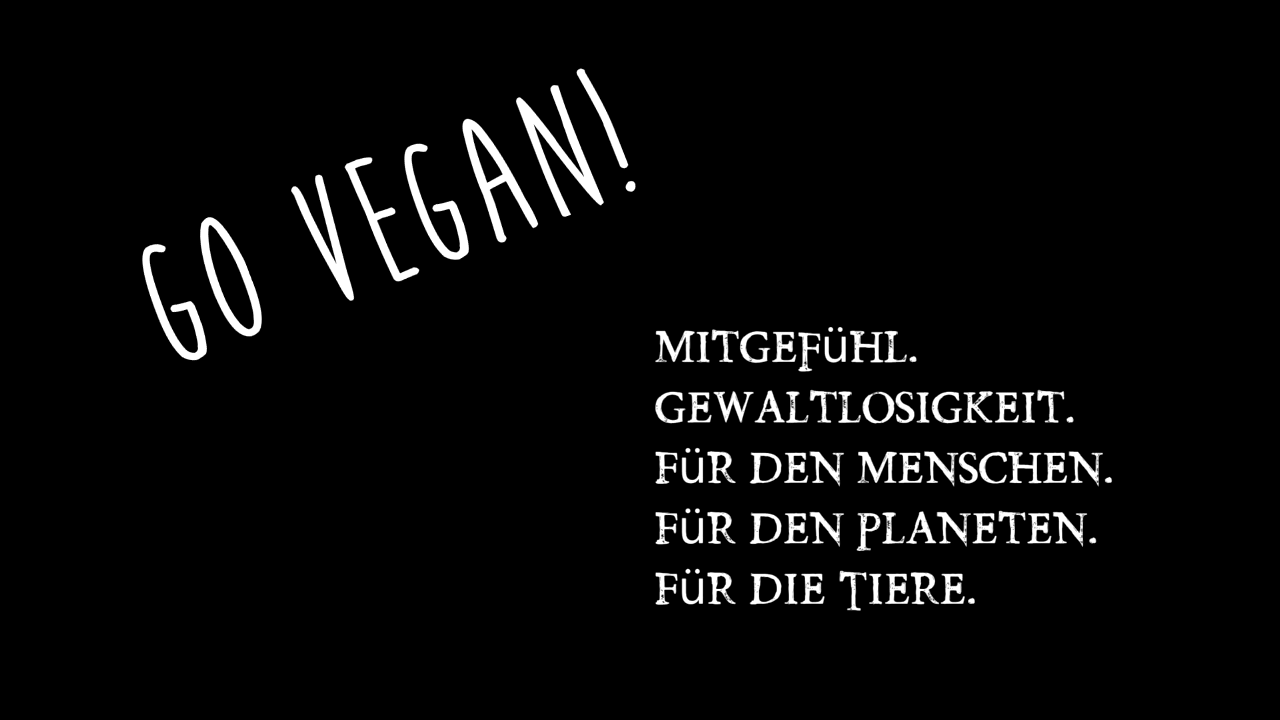 GO VEGAN!
MITGEFÜHL.
GEWALTLOSIGKEIT.
FÜR DEN MENSCHEN.
FÜR DEN PLANETEN.
FÜR DIE TIERE.